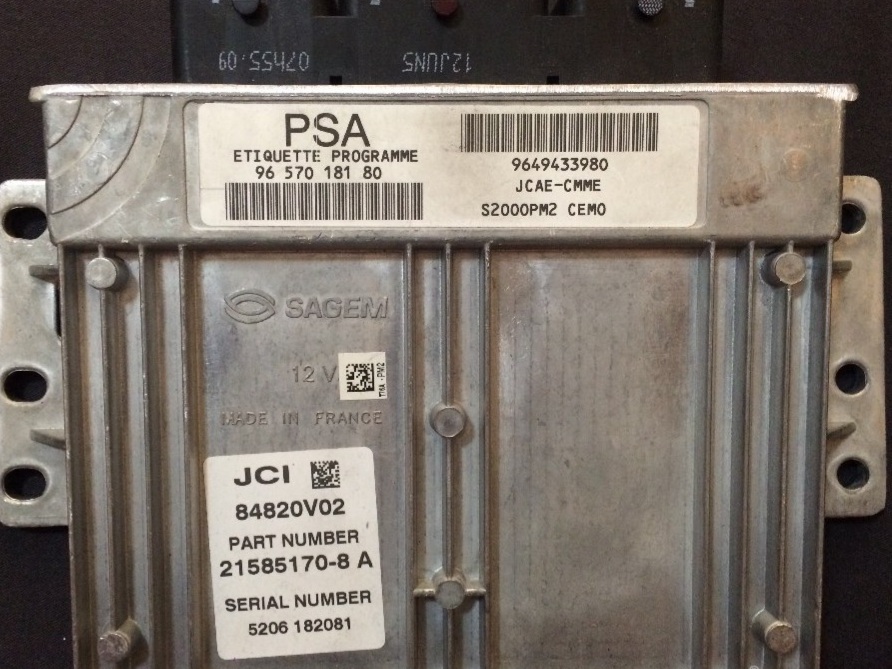 07h55.09
12JUN5
PSA
ETIQUETTE PROGRAMME
96 570 181 80
9649433980
JCAE-CMME
S2000PM2 CEMO
SAGEM
12 V
MADE IN FRANCE
JCI
84820V02
PART NUMBER
21585170-8 A
SERIAL NUMBER
5206 182081